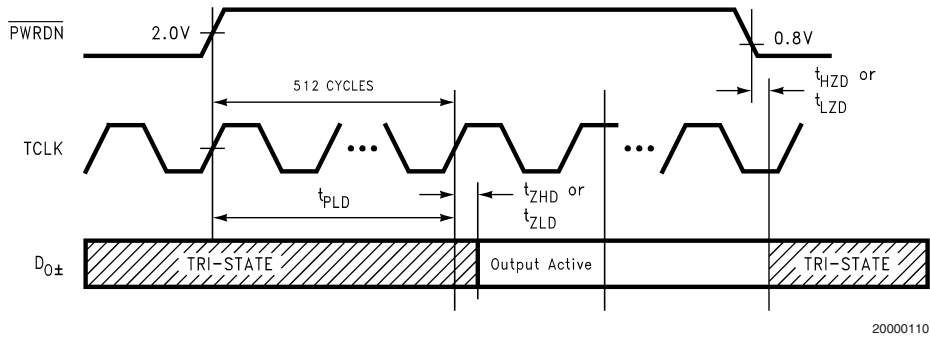 PWRDN
2.0V
0.8V
512 CYCLES
tHZD or
tLZD
TCLK
tPLD
tZHD or
tZLD
DO±
TRI-STATE
Output Active
TRI-STATE
20000110